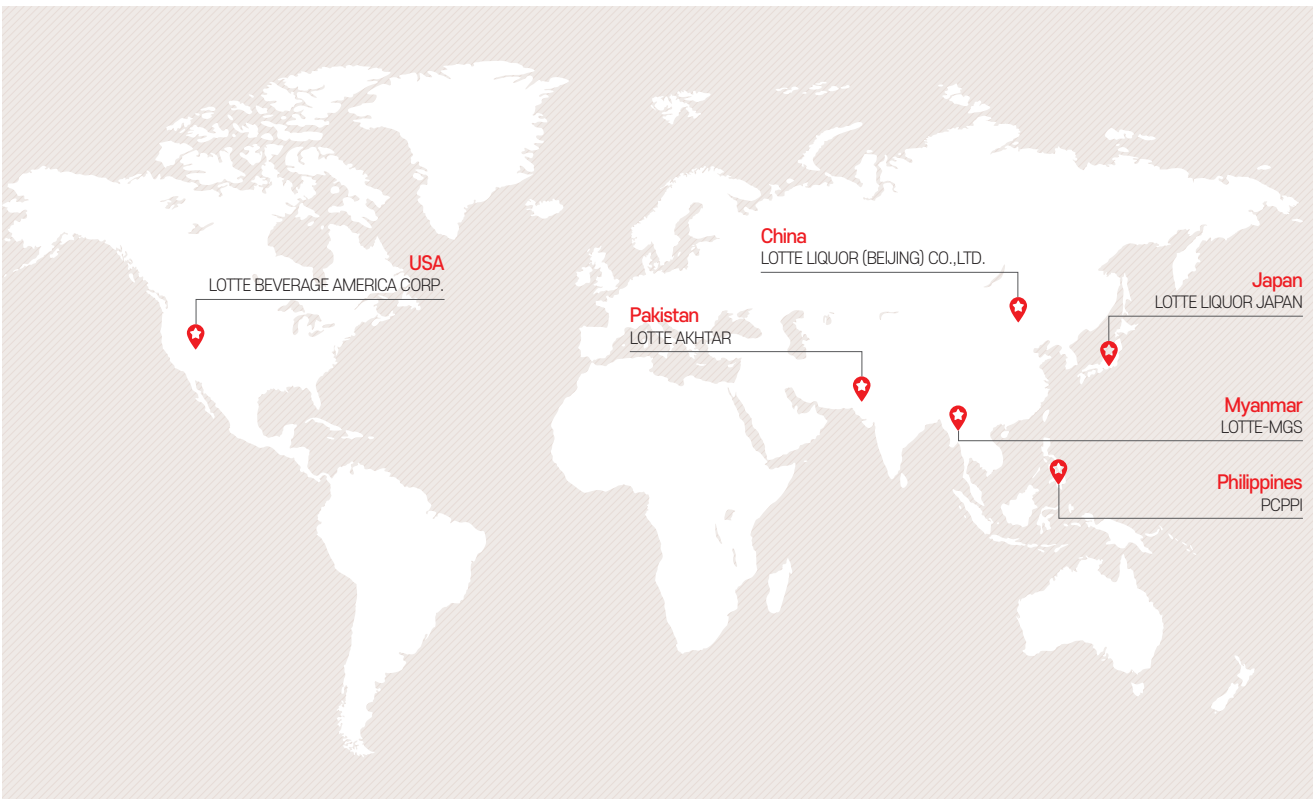 USA
LOTTE BEVERAGE AMERICA CORP.
China
LOTTE LIQUOR (BEIJING) CO.,LTD.
Pakistan
LOTTE AKHTAR
Japan
LOTTE LIQUOR JAPAN
Myanmar
LOTTE-MGS
Philippines
PCPPI